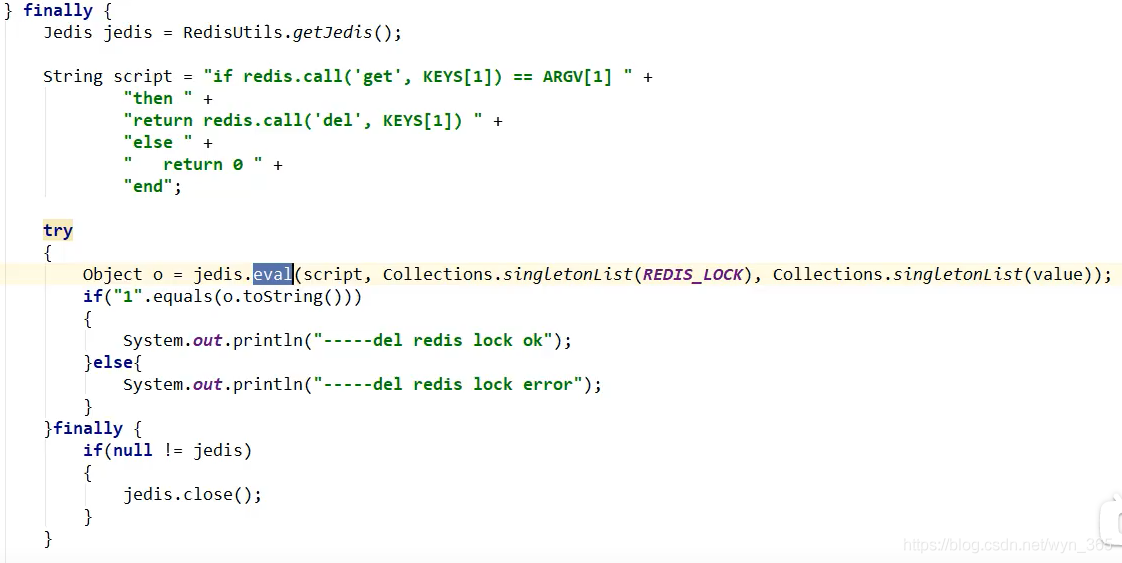 } finally {
Jedis jedis = RedisUtils.getJedis();
String script = "if redis.call('get', KEYS[1]) == ARGV[1] " +
"then " +
"return redis.call('del', KEYS[1]) " +
"else " +
"   return 0 " +
"end";
try
{
Object o = jedis.eval(script, Collections.singletonList(REDIS_LOCK), Collections.singletonList(value));
if("1".equals(o.toString()))
{
System.out.println("-----del redis lock ok");
}else{
System.out.println("-----del redis lock error");
}
}finally {
if(null != jedis)
{
jedis.close();
}
}
https://blog.csdn.net/wyn_365